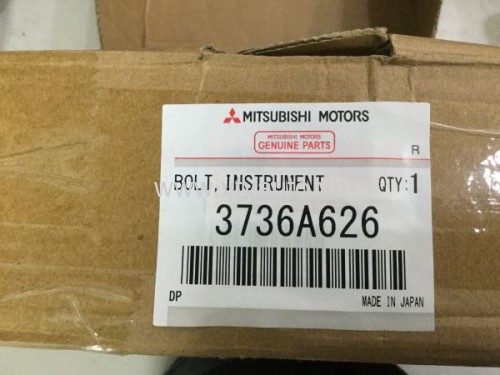 MITSUBISHI MOTORS
MITSUBISHI MOTORS
GENUINE PARTS
R
BOLT, INSTRUMENT QTY:1
3736A626
DP MADE IN JAPAN